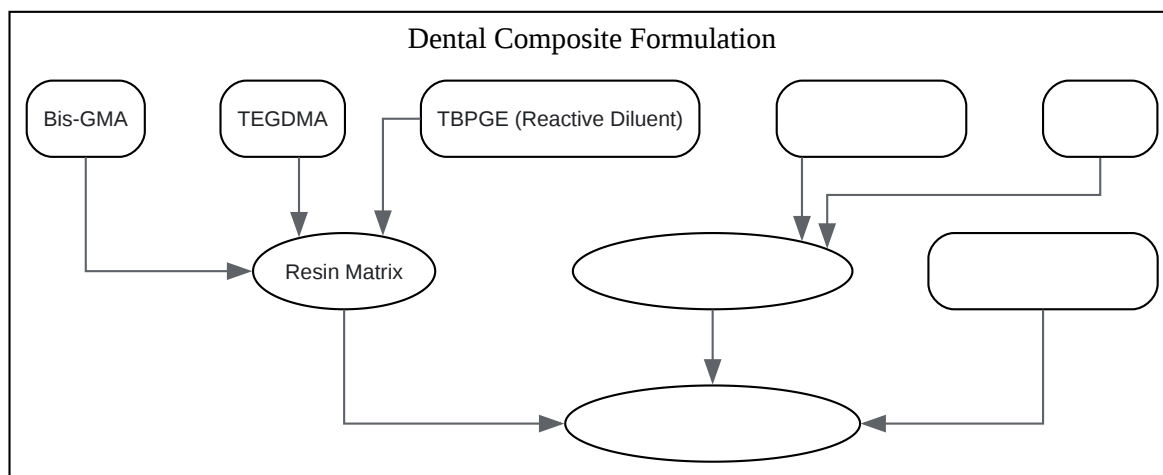 Dental Composite Formulation
Bis-GMA
TEGDMA
TBPGE (Reactive Diluent)
Resin Matrix